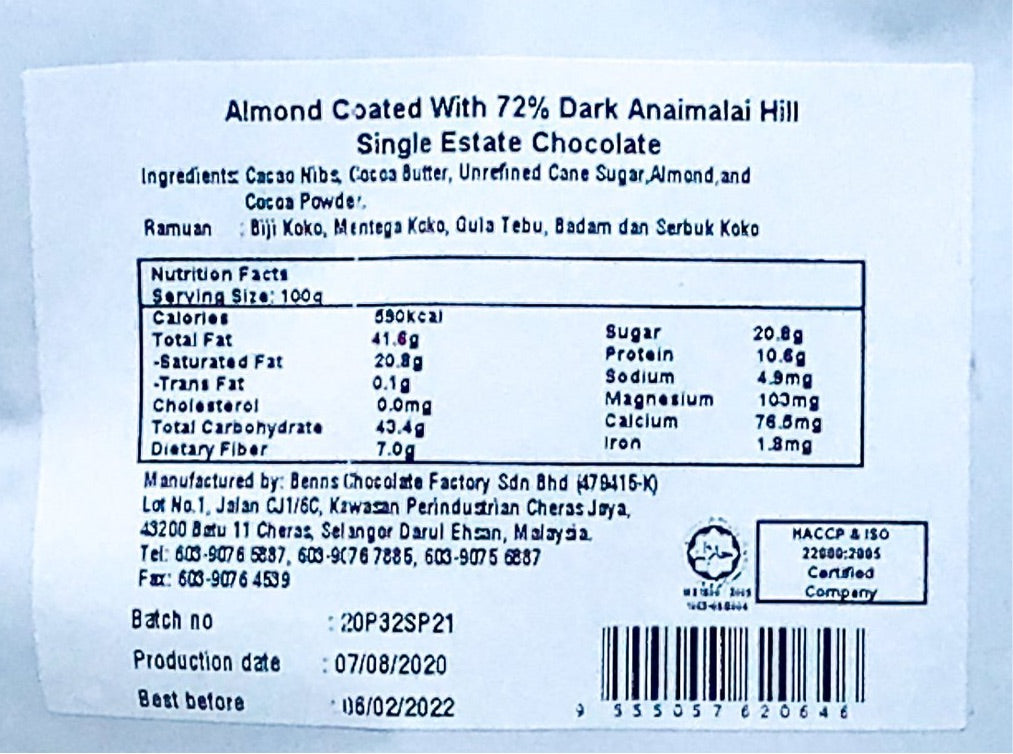 Almond Coated With 72% Dark Anaimalai Hill
Single Estate Chocolate
Ingredients: Cacao Nibs, Cocoa Butter, Unrefined Cane Sugar, Almond, and
Cocoa Powder.
Ramuan : Biji Koko, Mentega Koko, Gula Tebu, Badam dan Serbuk Koko
Nutrition Facts
Serving Size: 100g
Calories 590kcal
Total Fat 41.6g Sugar 20.8g
-Saturated Fat 20.8g Protein 10.6g
-Trans Fat 0.1g Sodium 4.9mg
Cholesterol 0.0mg Magnesium 103mg
Total Carbohydrate 43.4g Calcium 76.5mg
Dietary Fiber 7.0g Iron 1.8mg
Manufactured by: Benns Chocolate Factory Sdn Bhd (479415-K)
Lot No.1, Jalan CJ1/6C, Kawasan Perindustrian Cheras Jaya,
43200 Batu 11 Cheras, Selangor Darul Ehsan, Malaysia.
Tel: 603-9076 5887, 603-9076 7885, 603-9075 6887
Fax: 603-9076 4539
حلال
HACCP & ISO
22000:2005
Certified
Company
Batch no : 20P32SP21
Production date : 07/08/2020
Best before : 06/02/2022
9 555057 620646